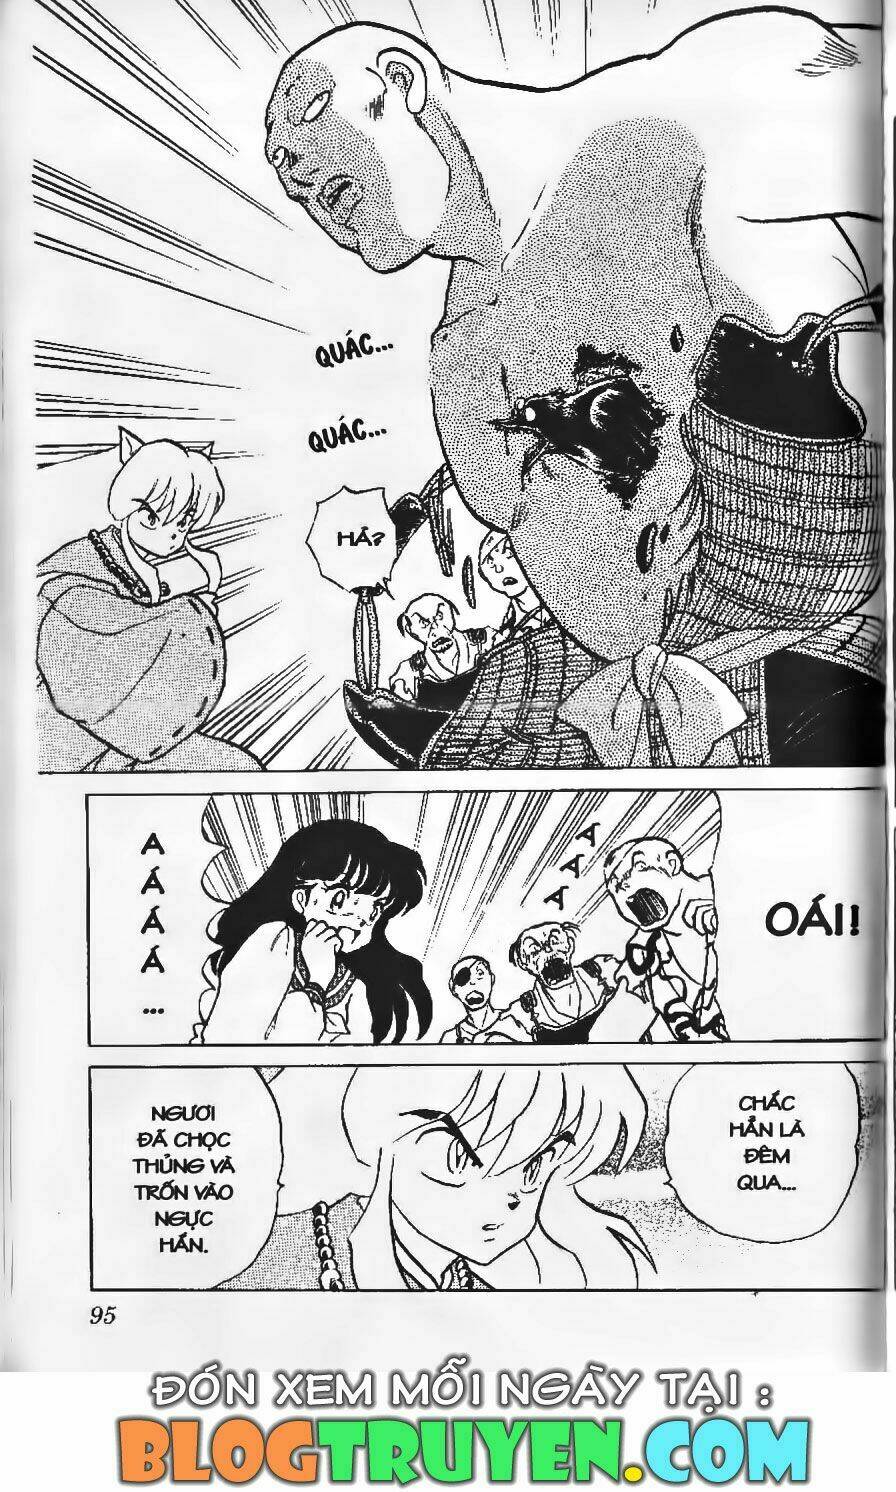 QUÁC...
QUÁC...
HẢ?
OÁI!
Á
Á
Á
A
Á
Á
Á
...
CHẮC
HẲN LÀ
ĐÊM
QUA...
NGƯƠI
ĐÃ CHỌC
THỦNG VÀ
TRỐN VÀO
NGỰC
HẮN.
95
ĐÓN XEM MỖI NGÀY TẠI :
BLOGTRUYEN.COM